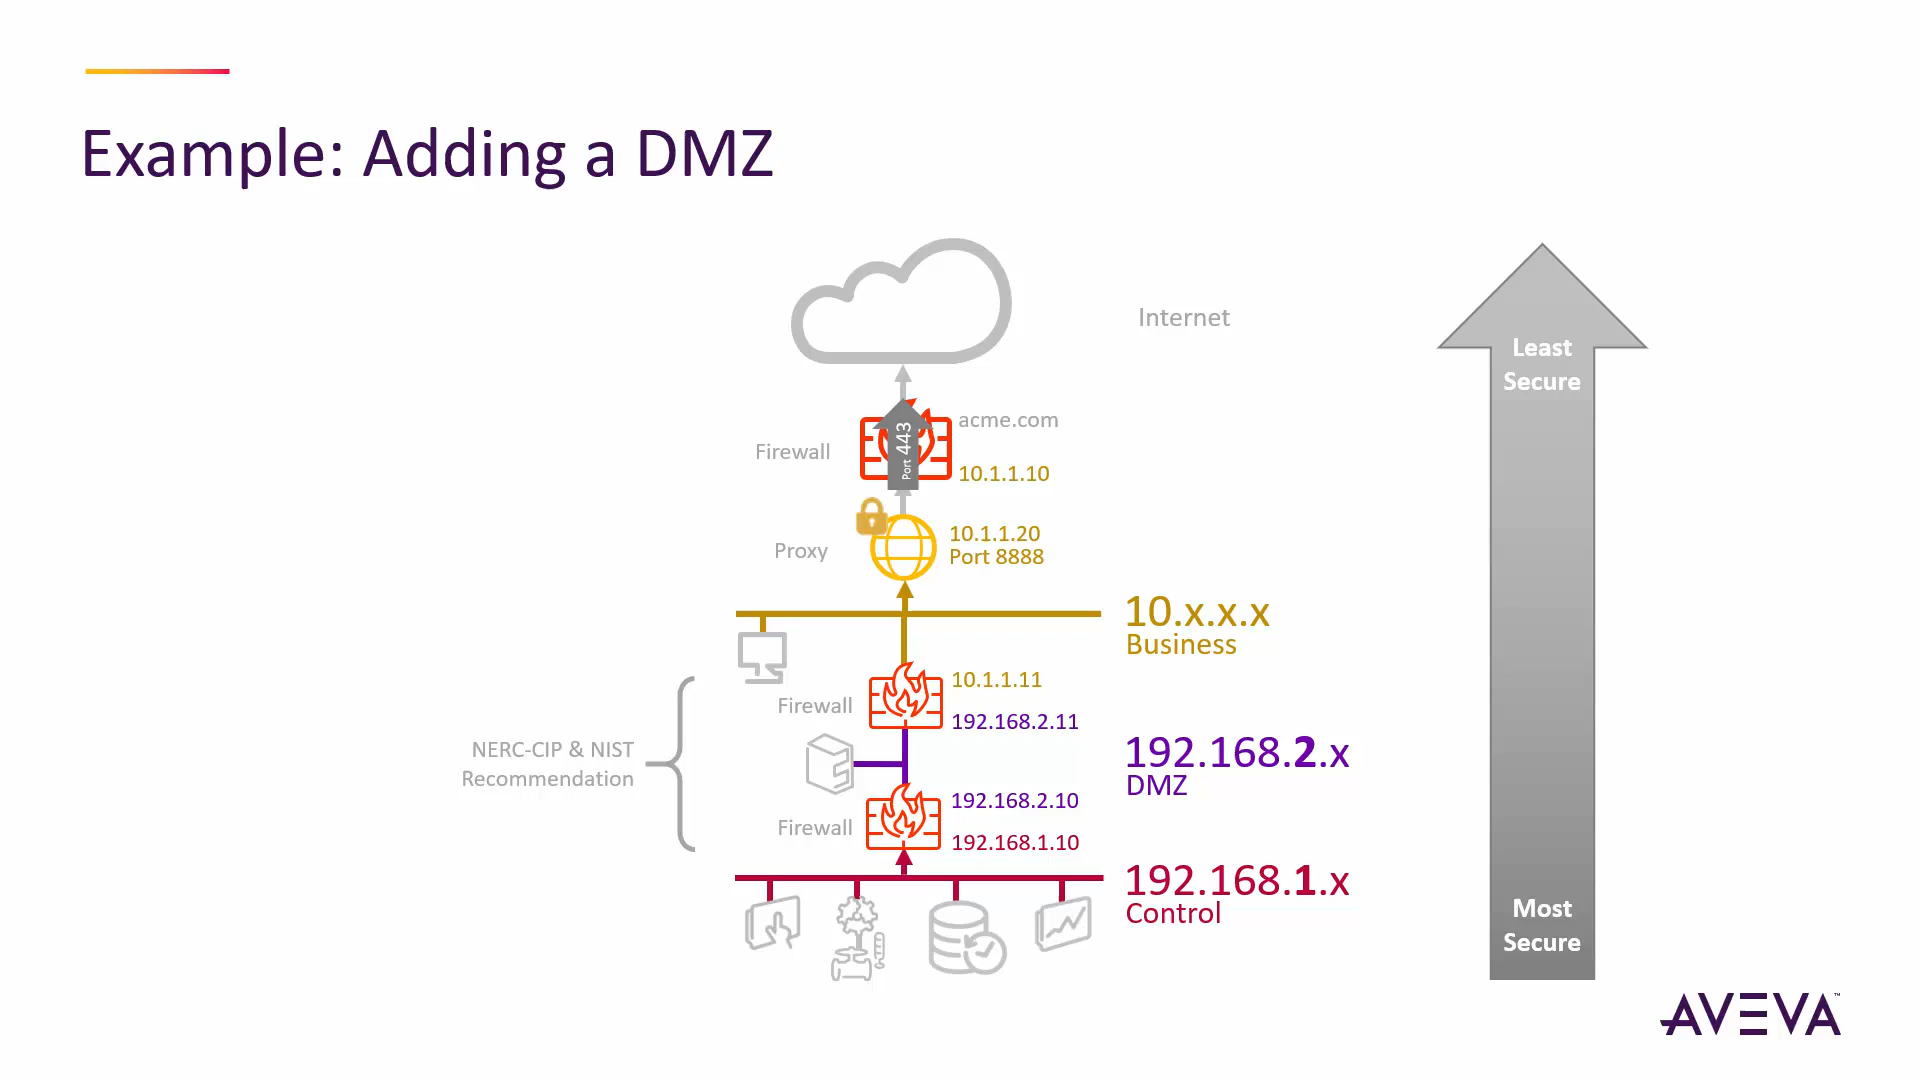 Example: Adding a DMZ
Internet
Least
Secure
acme.com
Firewall
Port 443
10.1.1.10
Proxy
10.1.1.20
Port 8888
10.x.x.x
Business
10.1.1.11
Firewall
192.168.2.11
NERC-CIP & NIST
Recommendation
192.168.2.x
DMZ
192.168.2.10
Firewall
192.168.1.10
192.168.1.x
Control
Most
Secure
AVEVA™